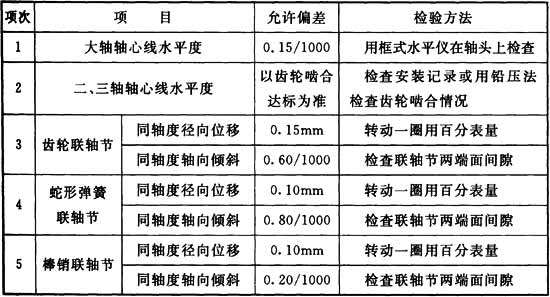 项次 项 目 允许偏差 检验方法
1 大轴轴心线水平度 0.15/1000 用框式水平仪在轴头上检查
2 二、三轴轴心线水平度 以齿轮啮合 检查安装记录或用铅压法
达标为准 检查齿轮啮合情况
3 齿轮联轴节 同轴度径向位移 0.15mm 转动一圈用百分表量
同轴度轴向倾斜 0.60/1000 检查联轴节两端面间隙
4 蛇形弹簧 同轴度径向位移 0.10mm 转动一圈用百分表量
联轴节 同轴度轴向倾斜 0.80/1000 检查联轴节两端面间隙
5 棒销联轴节 同轴度径向位移 0.10mm 转动一圈用百分表量
同轴度轴向倾斜 0.20/1000 检查联轴节两端面间隙